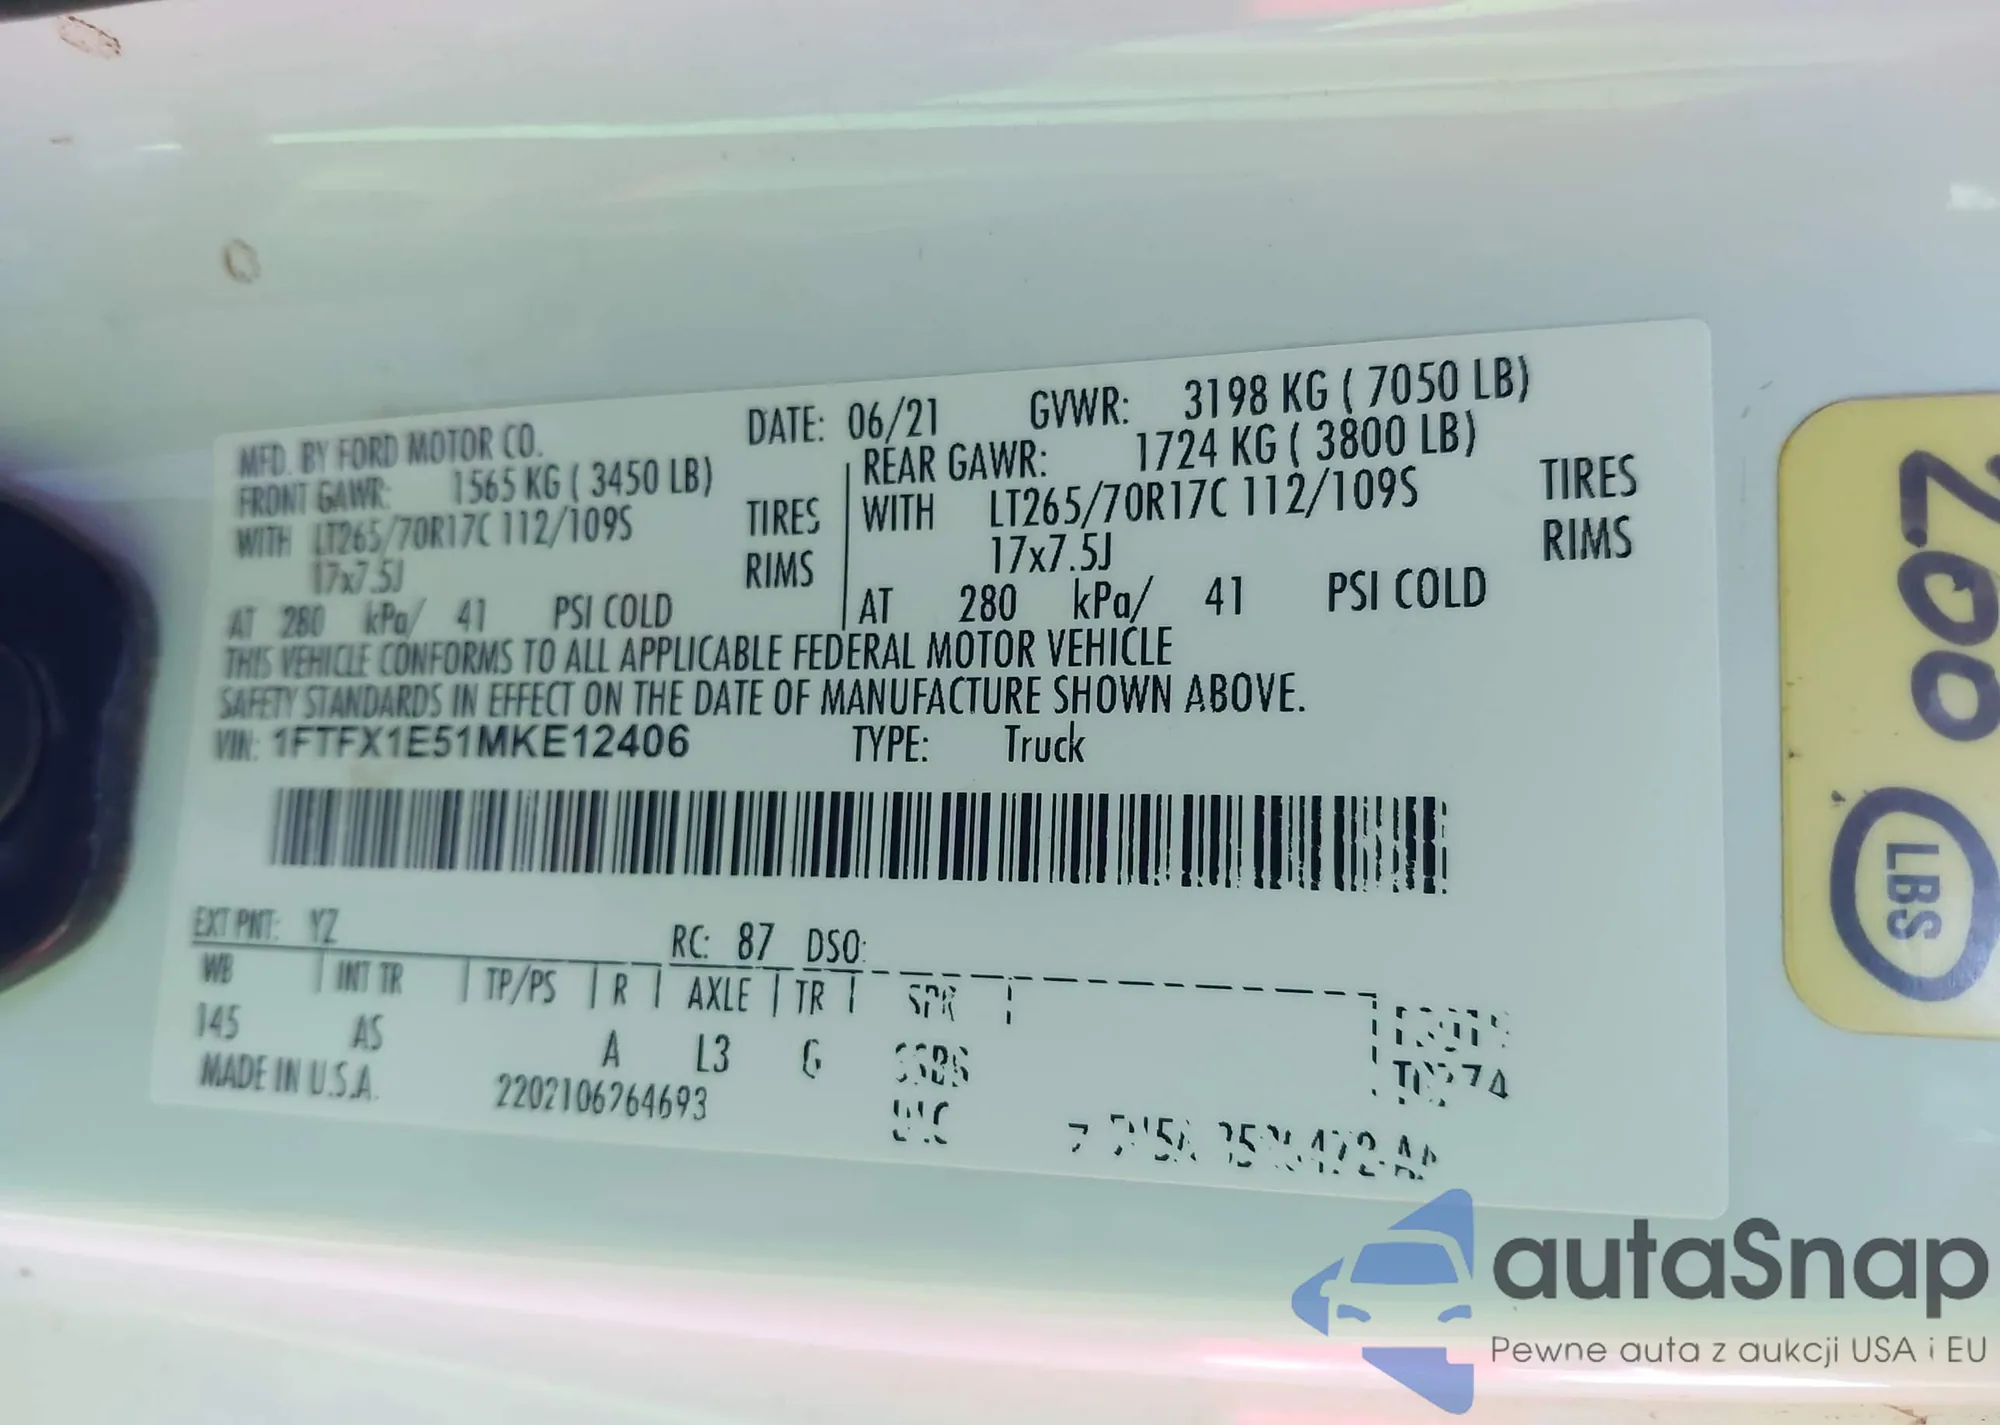 MFD. BY FORD MOTOR CO. DATE: 06/21 GVWR: 3198 KG ( 7050 LB)
FRONT GAWR: 1565 KG ( 3450 LB) REAR GAWR: 1724 KG ( 3800 LB)
WITH LT265/70R17C 112/109S TIRES WITH LT265/70R17C 112/109S TIRES
17x7.5J RIMS 17x7.5J RIMS
AT 280 kPa/ 41 PSI COLD AT 280 kPa/ 41 PSI COLD
THIS VEHICLE CONFORMS TO ALL APPLICABLE FEDERAL MOTOR VEHICLE
SAFETY STANDARDS IN EFFECT ON THE DATE OF MANUFACTURE SHOWN ABOVE.
VIN: 1FTFX1E51MKE12406 TYPE: Truck
EXT PNT: YZ RC: 87 DSO:
WB INT TR TP/PS R AXLE TR SPR
145 AS A L3 G
MADE IN U.S.A. 2202106264693
200
LBS
autaSnap
Pewne auta z aukcji USA i EU